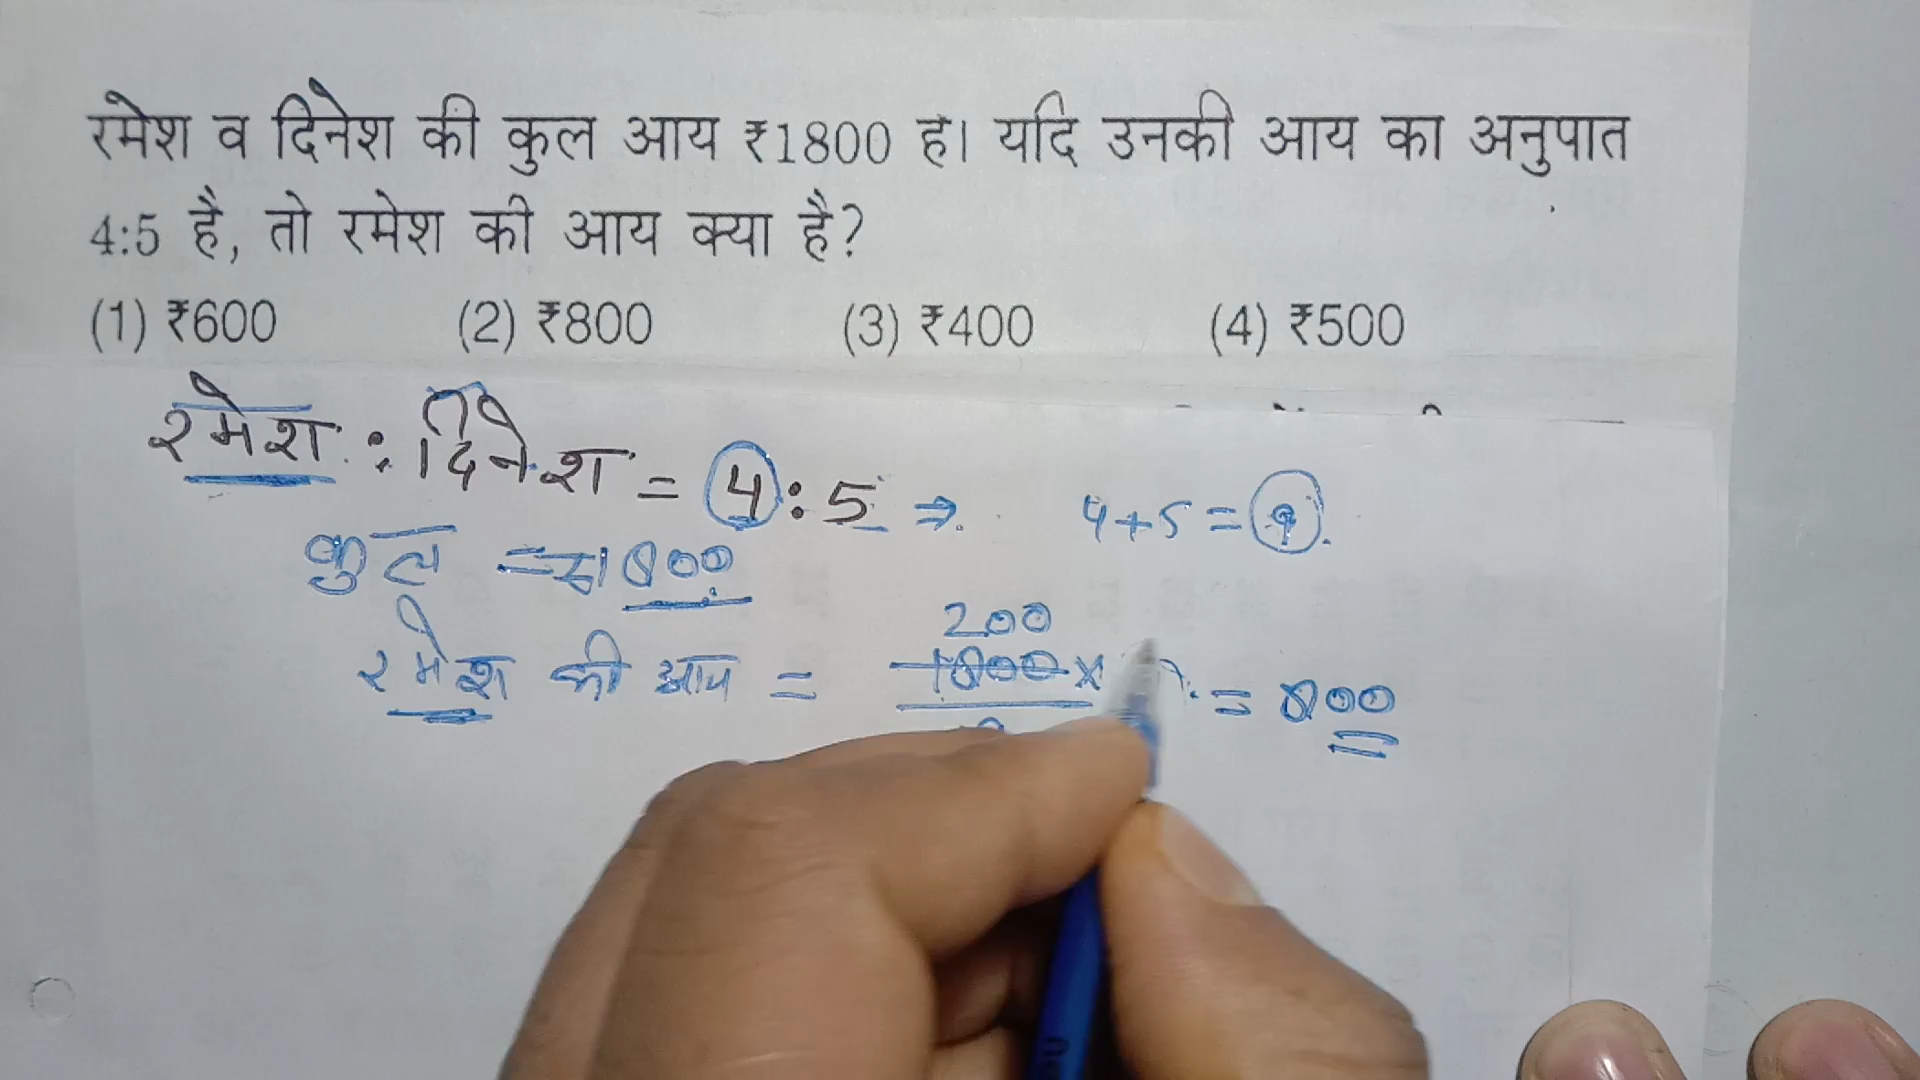 रमेश व दिनेश की कुल आय ₹1800 है। यदि उनकी आय का अनुपात
4:5 है, तो रमेश की आय क्या है?
(1) ₹600 (2) ₹800 (3) ₹400 (4) ₹500
रमेश : दिनेश = 4:5 ⇒ 4+5=9
कुल = ₹1800
200
रमेश की आय = 1800 × = 800